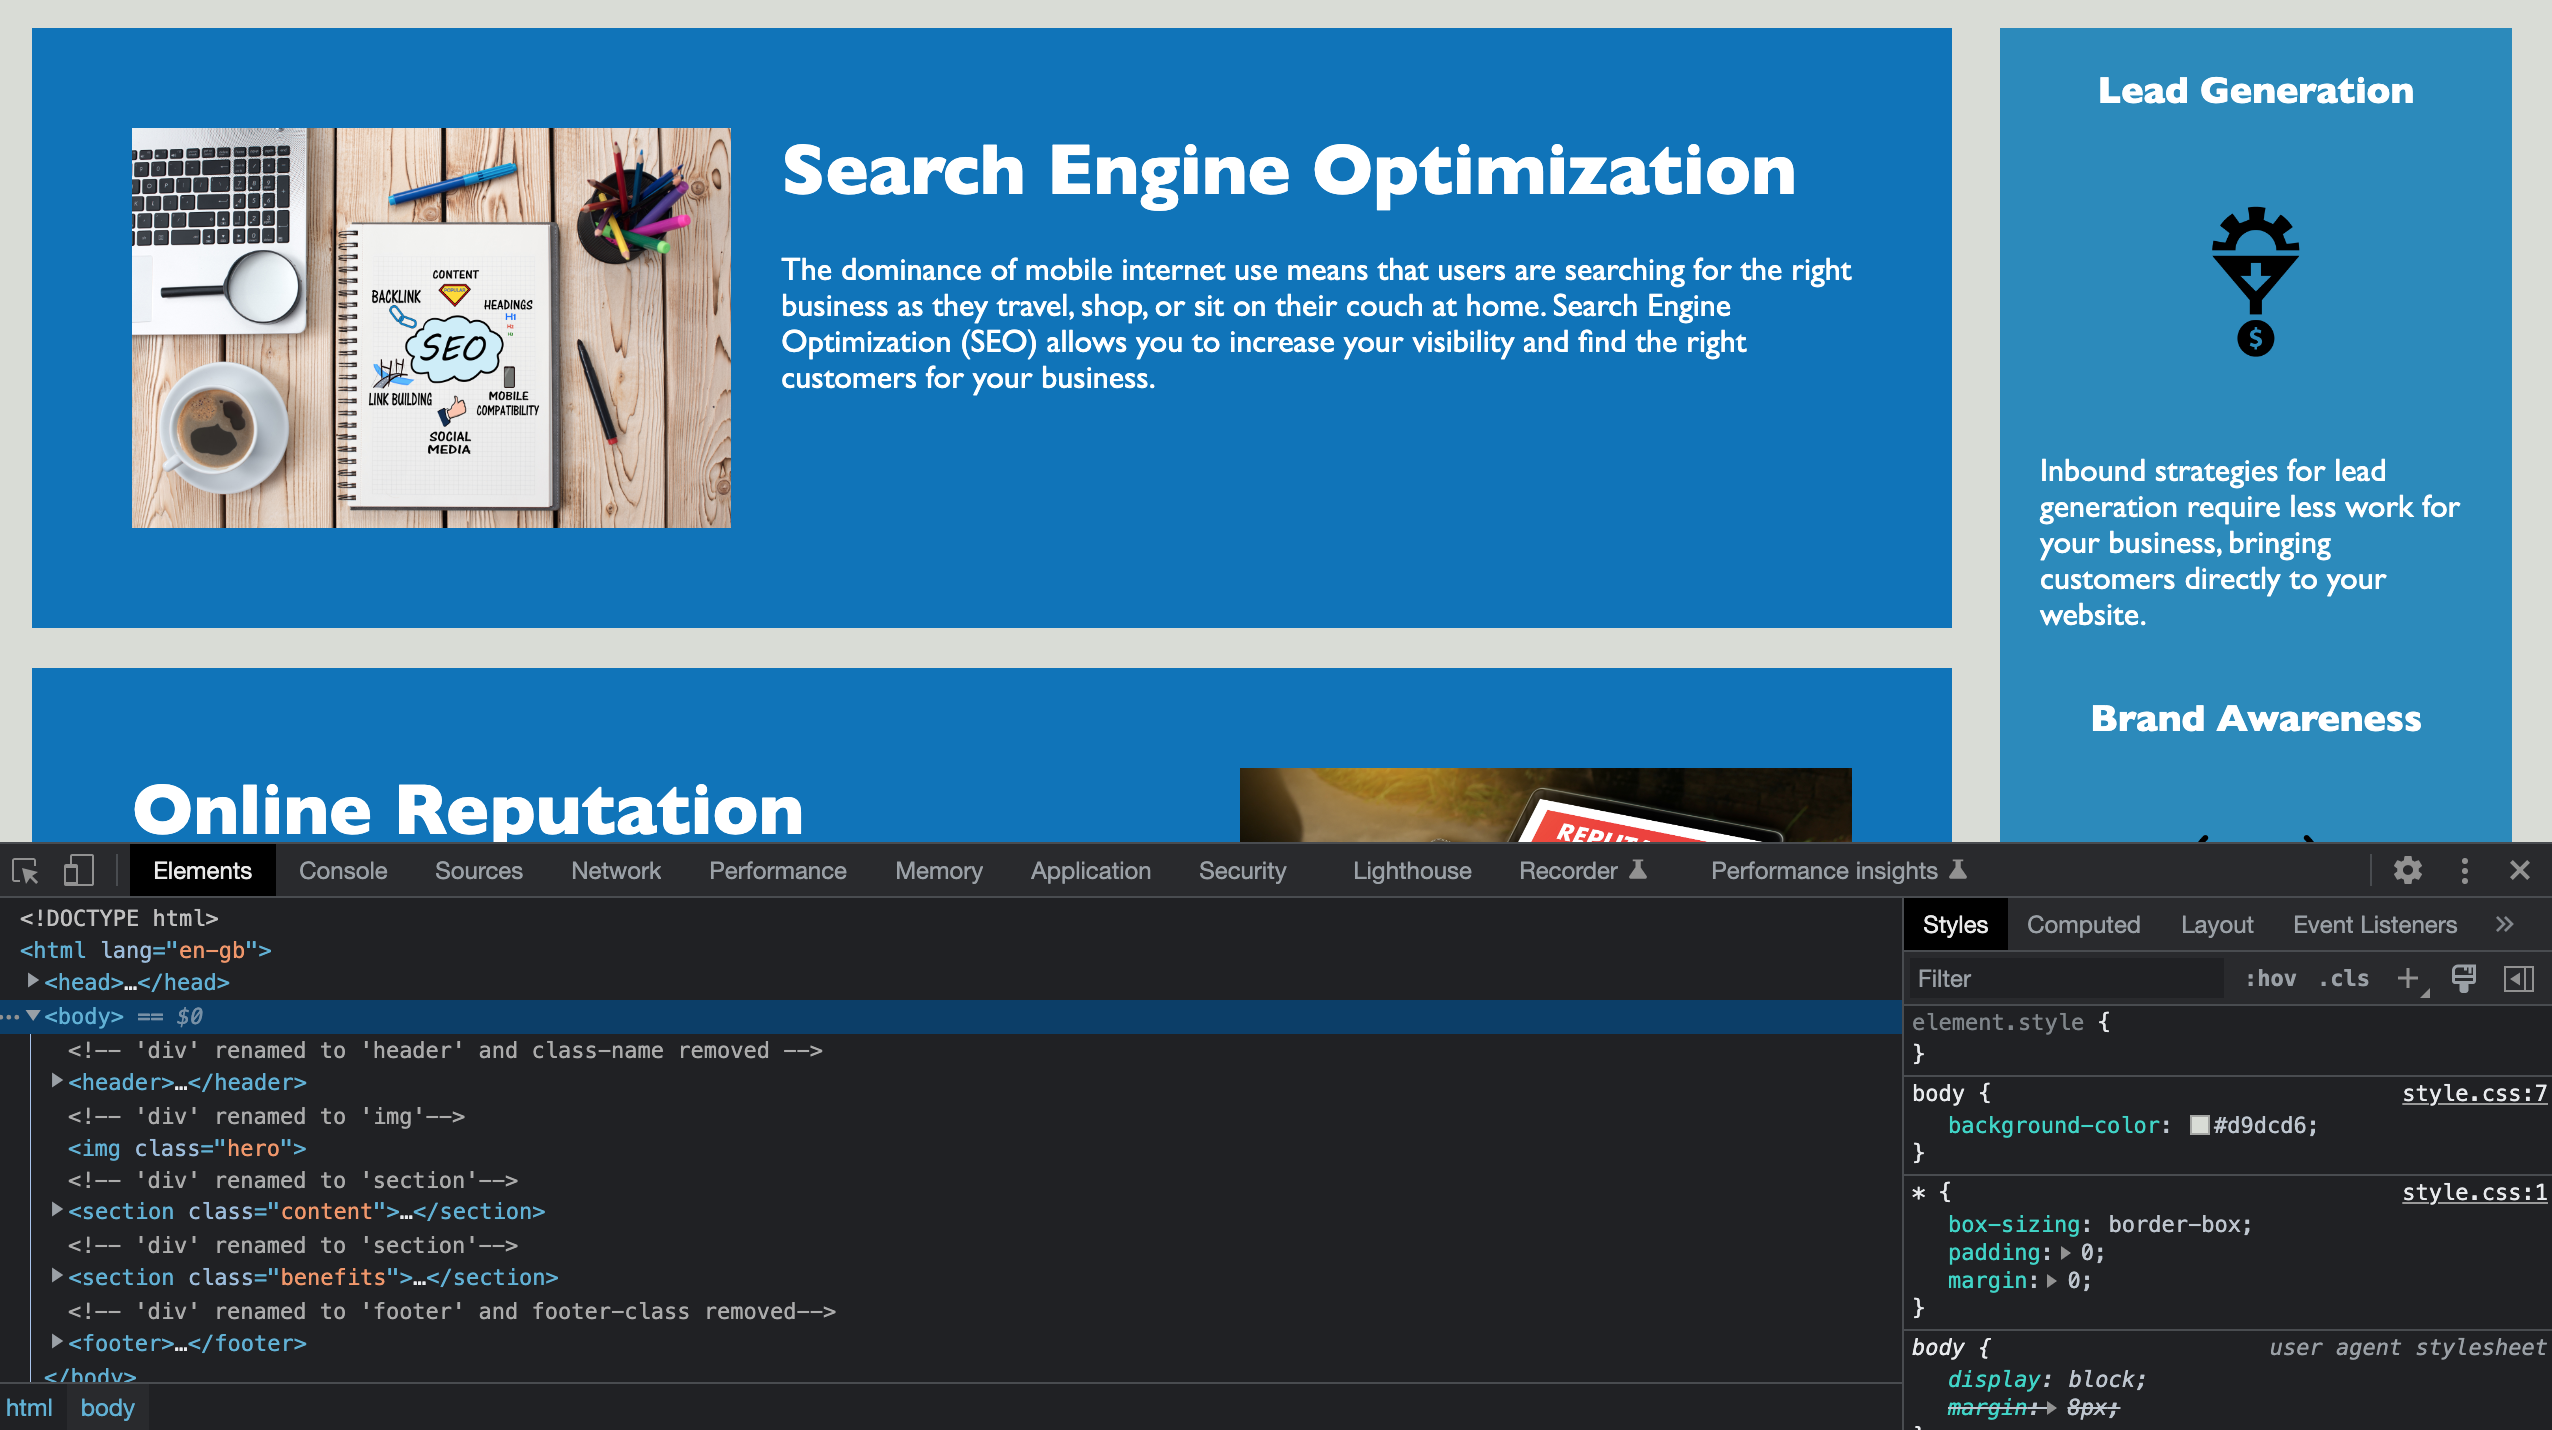 Search Engine Optimization
The dominance of mobile internet use means that users are searching for the right
business as they travel, shop, or sit on their couch at home. Search Engine
Optimization (SEO) allows you to increase your visibility and find the right
customers for your business.
CONTENT
POPULAR
BACKLINK
HEADINGS
H1
H2
H3
SEO
LINK BUILDING
MOBILE
COMPATIBILITY
SOCIAL
MEDIA
Lead Generation
$
Inbound strategies for lead
generation require less work for
your business, bringing
customers directly to your
website.
Brand Awareness
Online Reputation
Elements Console Sources Network Performance Memory Application Security Lighthouse Recorder Performance insights
<!DOCTYPE html>
<html lang="en-gb">
<head>…</head>
<body> == $0
<!-- 'div' renamed to 'header' and class-name removed -->
<header>…</header>
<!-- 'div' renamed to 'img'-->
<img class="hero">
<!-- 'div' renamed to 'section'-->
<section class="content">…</section>
<!-- 'div' renamed to 'section'-->
<section class="benefits">…</section>
<!-- 'div' renamed to 'footer' and footer-class removed-->
<footer>…</footer>
</body>
html body
Styles Computed Layout Event Listeners »
Filter :hov .cls +
element.style {
}
body { style.css:7
background-color: #d9dcd6;
}
* { style.css:1
box-sizing: border-box;
padding: 0;
margin: 0;
}
body { user agent stylesheet
display: block;
margin: 8px;